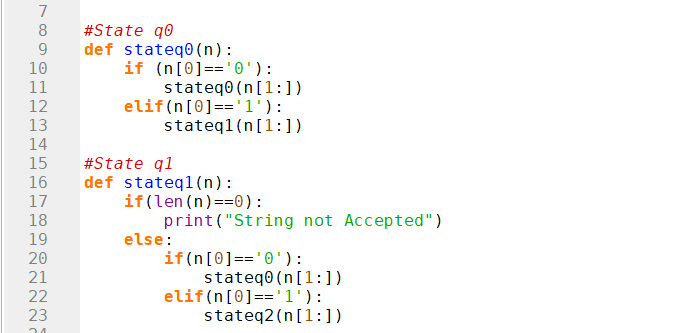 7
8 #State q0
9 def stateq0(n):
10     if (n[0]=='0'):
11         stateq0(n[1:])
12     elif(n[0]=='1'):
13         stateq1(n[1:])
14
15 #State q1
16 def stateq1(n):
17     if(len(n)==0):
18         print("String not Accepted")
19     else:
20         if(n[0]=='0'):
21             stateq0(n[1:])
22         elif(n[0]=='1'):
23             stateq2(n[1:])